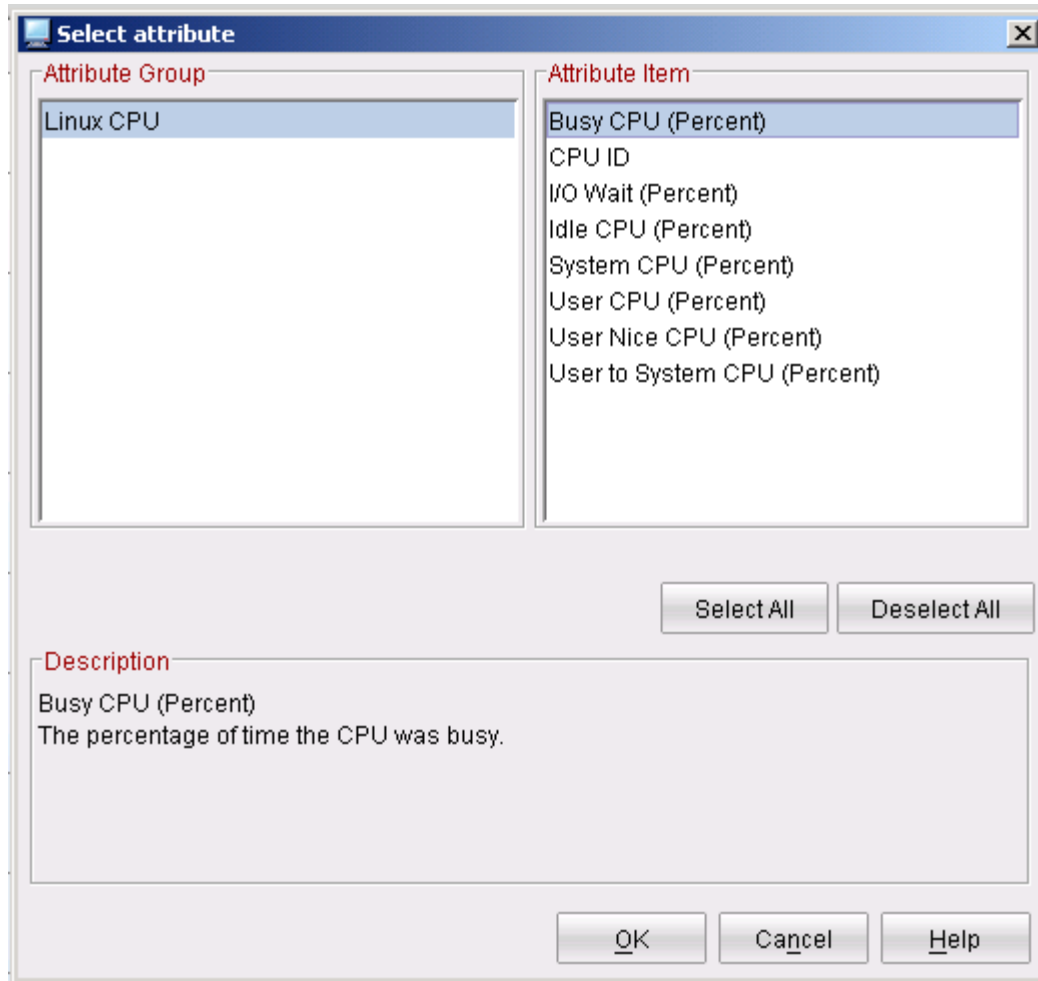 Select attribute
Attribute Group
Linux CPU
Attribute Item
Busy CPU (Percent)
CPU ID
I/O Wait (Percent)
Idle CPU (Percent)
System CPU (Percent)
User CPU (Percent)
User Nice CPU (Percent)
User to System CPU (Percent)
Select All
Deselect All
Description
Busy CPU (Percent)
The percentage of time the CPU was busy.
OK
Cancel
Help